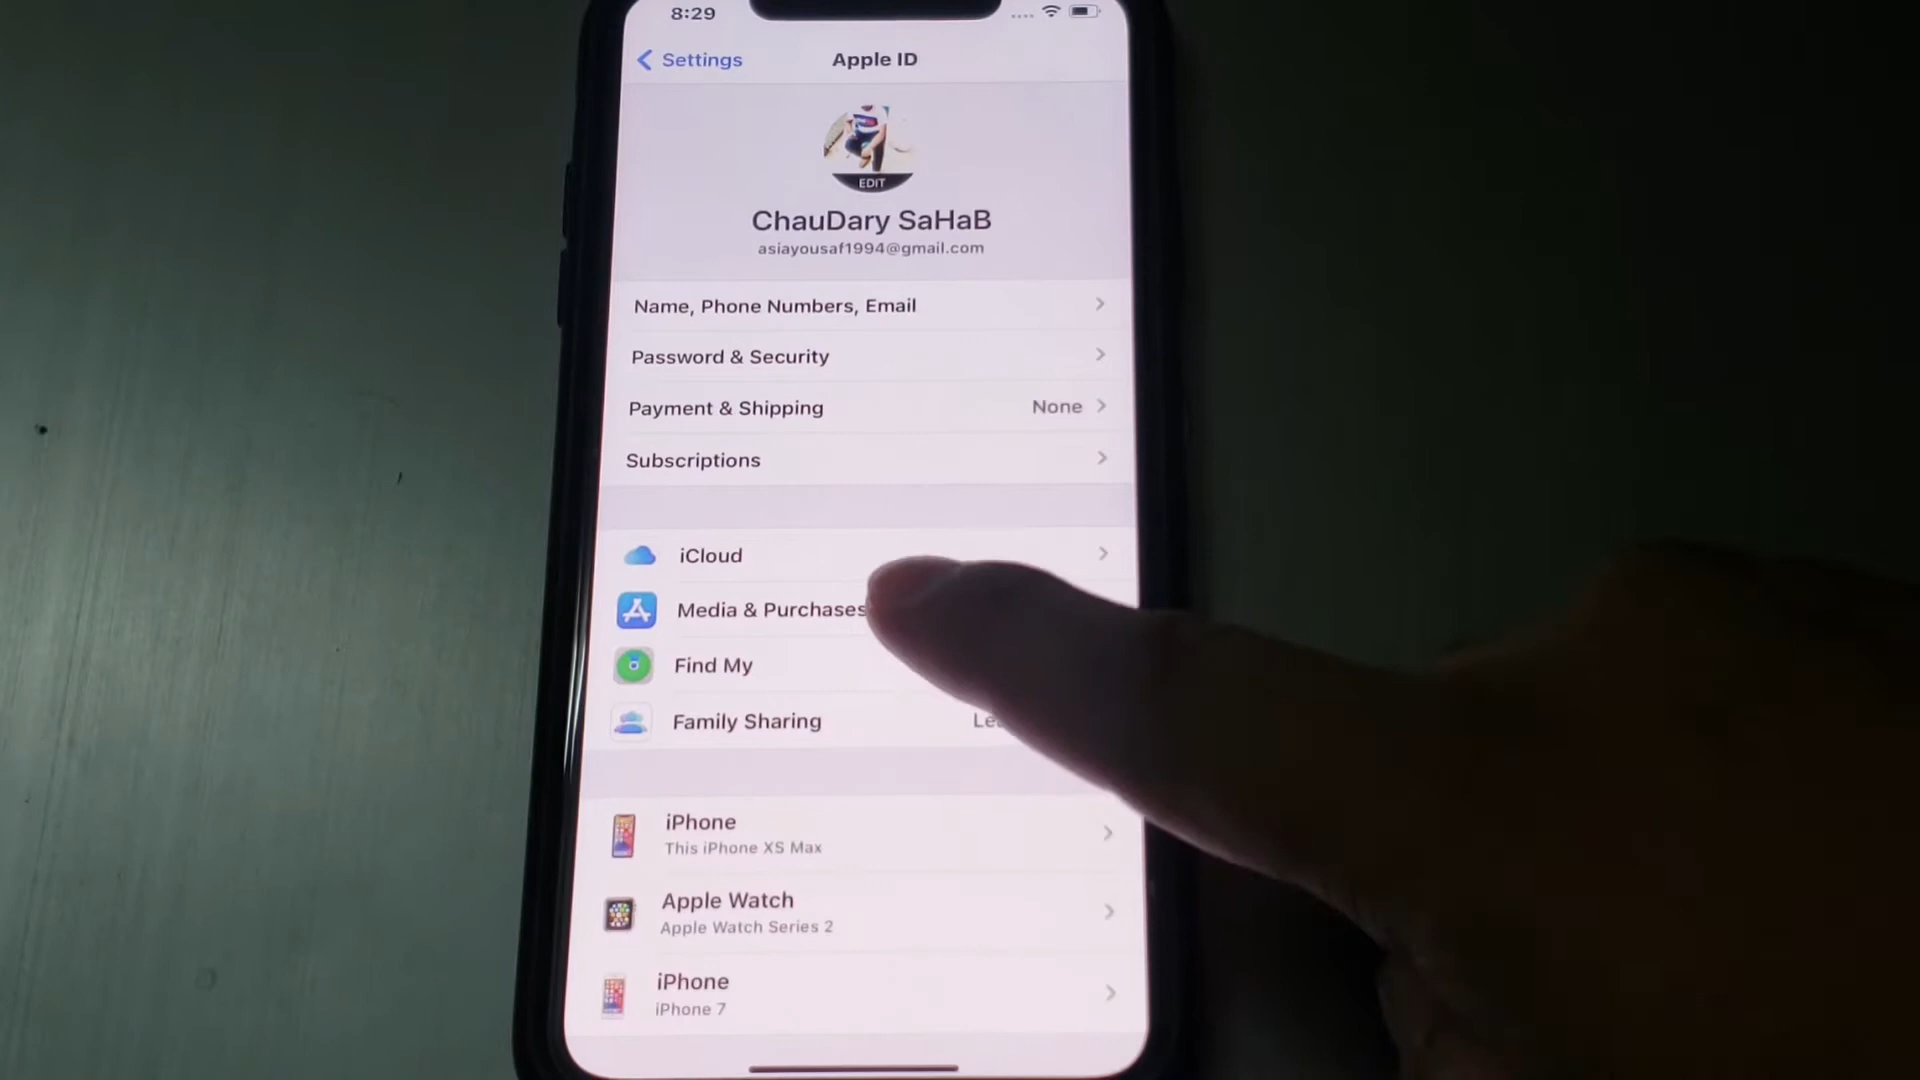 8:29
Settings
Apple ID
EDIT
ChauDary SaHaB
asiayousaf1994@gmail.com
Name, Phone Numbers, Email
Password & Security
Payment & Shipping None
Subscriptions
iCloud
Media & Purchases
Find My
Family Sharing
iPhone
This iPhone XS Max
Apple Watch
Apple Watch Series 2
iPhone
iPhone 7